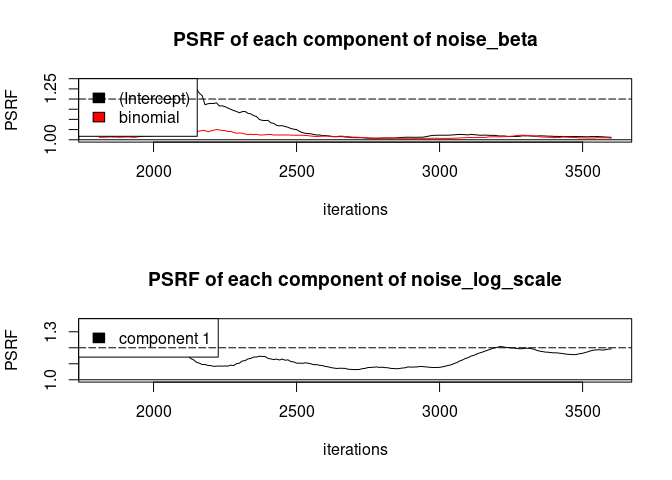 PSRF of each component of noise_beta
PSRF
1.00
1.25
(Intercept)
binomial
2000 2500 3000 3500
iterations
PSRF of each component of noise_log_scale
PSRF
1.0
1.3
component 1
2000 2500 3000 3500
iterations